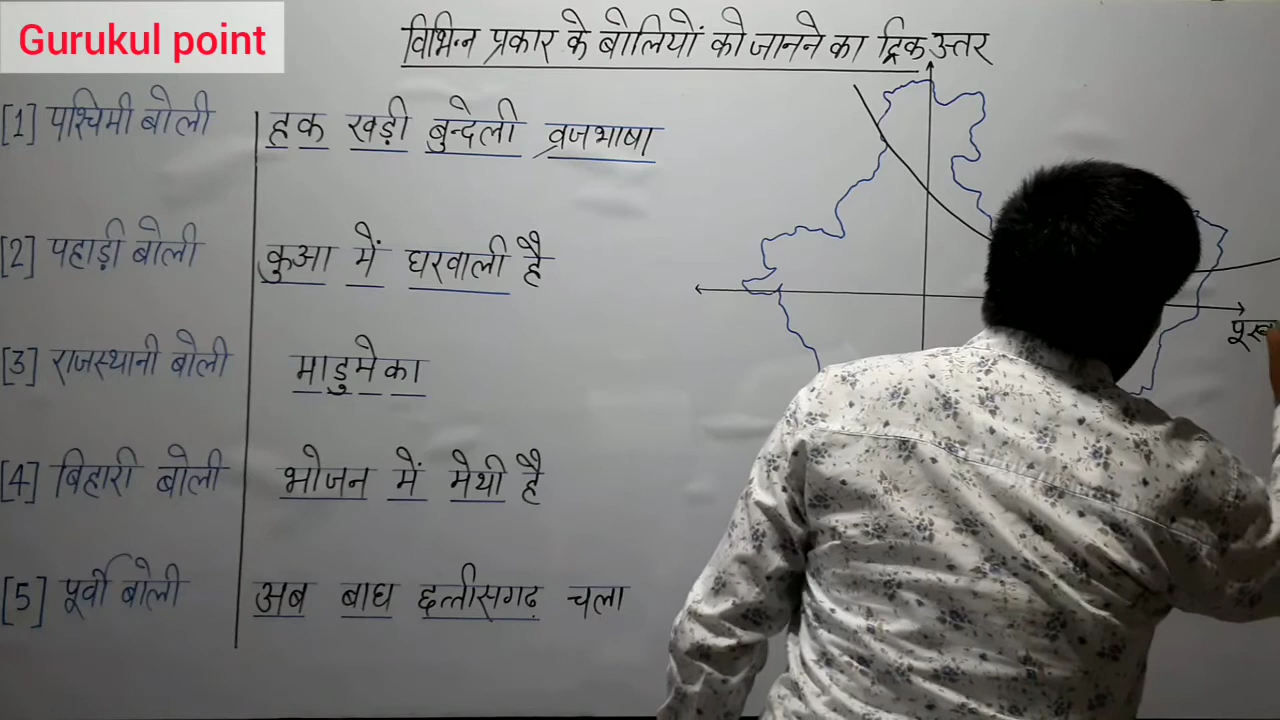 Gurukul point
विभिन्न प्रकार के बोलियों को जानने का ट्रिक
उत्तर
[1] पश्चिमी बोली
हक खड़ी बुन्देली व्रजभाषा
[2] पहाड़ी बोली
कुआ में घरवाली है
[3] राजस्थानी बोली
माडुमेका
[4] बिहारी बोली
भोजन में मेथी है
[5] पूर्वी बोली
अब बाघ छत्तीसगढ़ चला